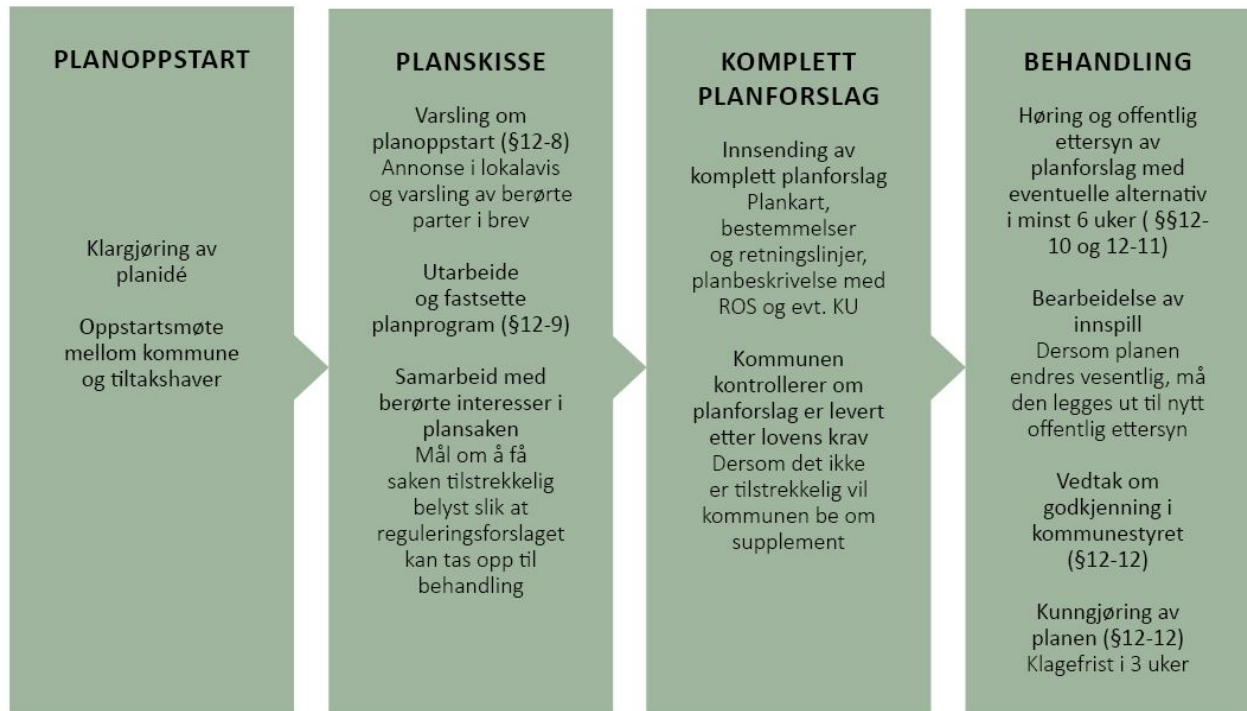 PLANOPPSTART
Klargjøring av
planidé
Oppstartsmøte
mellom kommune
og tiltakshaver
PLANSKISSE
Varsling om
planoppstart (§12-8)
Annonse i lokalavis
og varsling av berørte
parter i brev
Utarbeide
og fastsette
planprogram (§12-9)
Samarbeid med
berørte interesser i
plansaken
Mål om å få
saken tilstrekkelig
belyst slik at
reguleringsforslaget
kan tas opp til
behandling
KOMPLETT
PLANFORSLAG
Innsending av
komplett planforslag
Plankart,
bestemmelser
og retningslinjer,
planbeskrivelse med
ROS og evt. KU
Kommunen
kontrollerer om
planforslag er levert
etter lovens krav
Dersom det ikke
er tilstrekkelig vil
kommunen be om
supplement
BEHANDLING
Høring og offentlig
ettersyn av
planforslag med
eventuelle alternativ
i minst 6 uker ( §§12-
10 og 12-11)
Bearbeidelse av
innspill
Dersom planen
endres vesentlig, må
den legges ut til nytt
offentlig ettersyn
Vedtak om
godkjenning i
kommunestyret
(§12-12)
Kunngjøring av
planen (§12-12)
Klagefrist i 3 uker